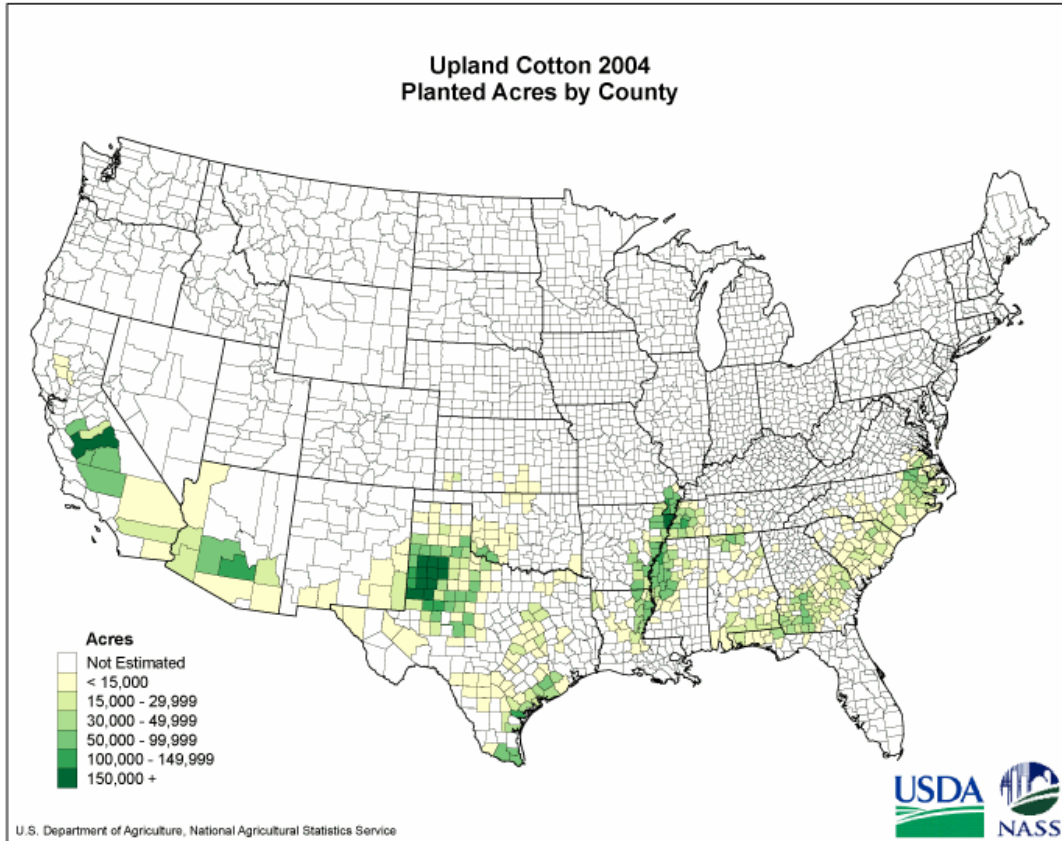 Upland Cotton 2004
Planted Acres by County
Acres
Not Estimated
< 15,000
15,000 - 29,999
30,000 - 49,999
50,000 - 99,999
100,000 - 149,999
150,000 +
U.S. Department of Agriculture, National Agricultural Statistics Service
USDA
NASS